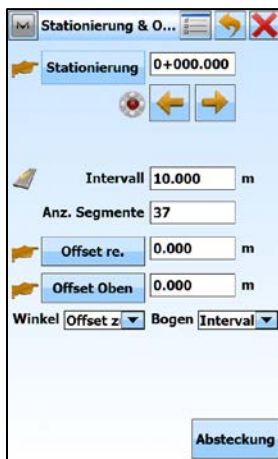 M Stationierung & O...
Stationierung 0+000.000
Intervall 10.000 m
Anz. Segmente 37
Offset re. 0.000 m
Offset Oben 0.000 m
Winkel Offset z Bogen Interval
Absteckung